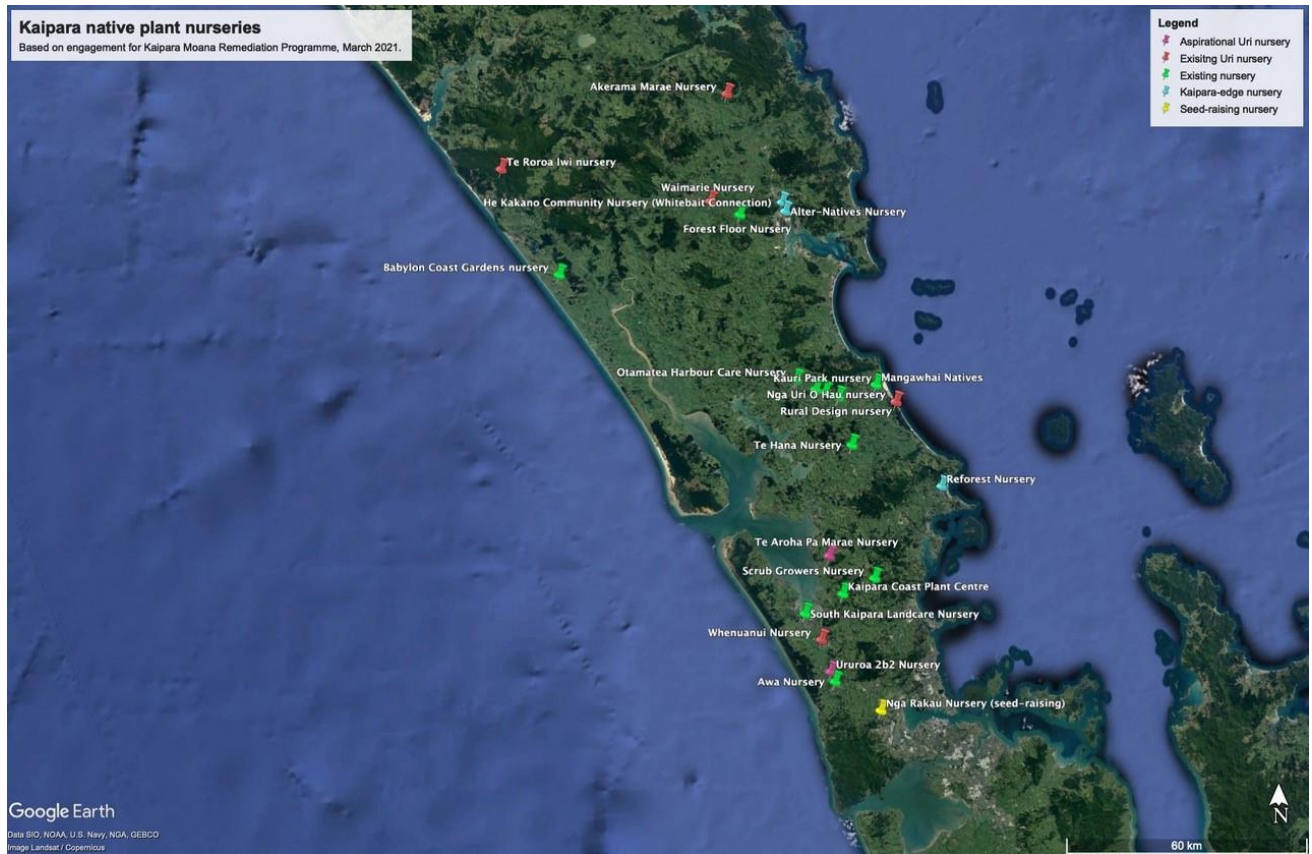 Kaipara native plant nurseries
Based on engagement for Kaipara Moana Remediation Programme, March 2021.
Legend
Aspirational Uri nursery
Exisitng Uri nursery
Existing nursery
Kaipara-edge nursery
Seed-raising nursery
Akerama Marae Nursery
Te Roroa Iwi nursery
Waimarie Nursery
He Kakano Community Nursery (Whitebait Connection)
Alter-Natives Nursery
Forest Floor Nursery
Babylon Coast Gardens nursery
Otamatea Harbour Care Nursery
Kauri Park nursery
Mangawhai Natives
Nga Uri O Hau nursery
Rural Design nursery
Te Hana Nursery
Reforest Nursery
Te Aroha Pa Marae Nursery
Scrub Growers Nursery
Kaipara Coast Plant Centre
South Kaipara Landcare Nursery
Whenuanui Nursery
Ururoa 2b2 Nursery
Awa Nursery
Nga Rakau Nursery (seed-raising)
Google Earth
Data SIO, NOAA, U.S. Navy, NGA, GEBCO
Image Landsat / Copernicus
N
60 km